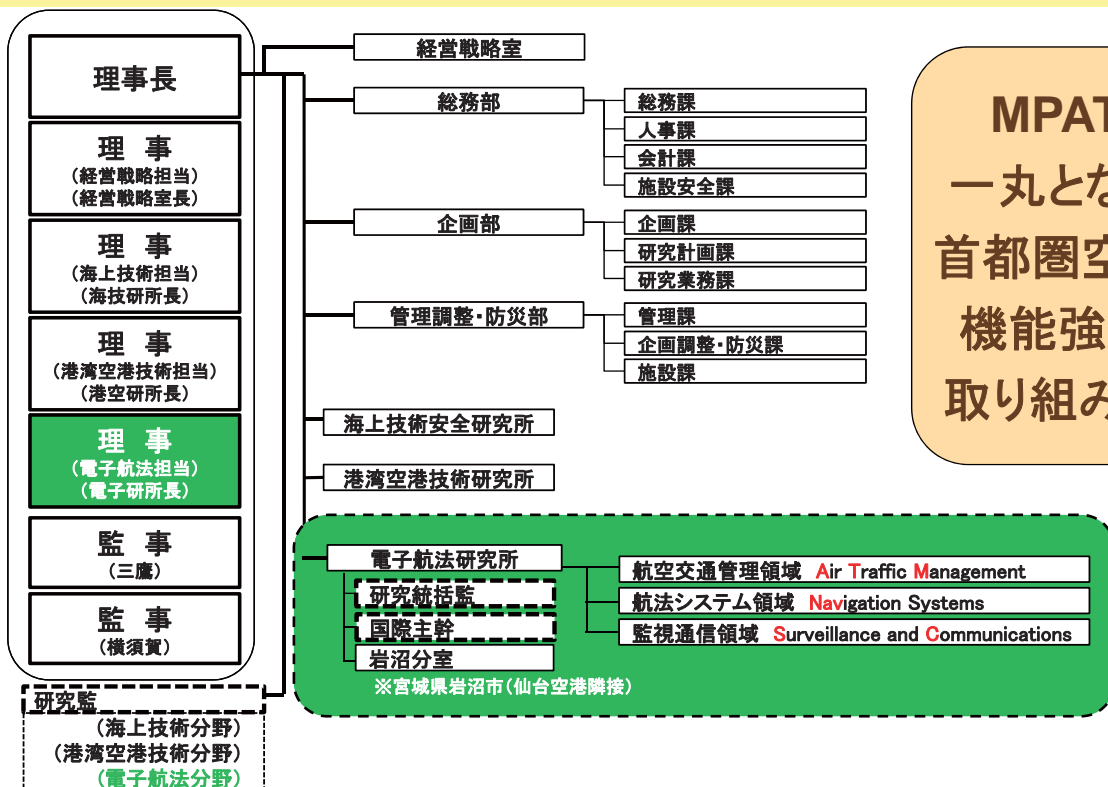 理事長
理 事
(経営戦略担当)
(経営戦略室長)
理 事
(海上技術担当)
(海技研所長)
理 事
(港湾空港技術担当)
(港空研所長)
理 事
(電子航法担当)
(電子研所長)
監 事
(三鷹)
監 事
(横須賀)
研究監
(海上技術分野)
(港湾空港技術分野)
(電子航法分野)
経営戦略室
総務部
総務課
人事課
会計課
施設安全課
企画部
企画課
研究計画課
研究業務課
管理調整・防災部
管理課
企画調整・防災課
施設課
海上技術安全研究所
港湾空港技術研究所
電子航法研究所
研究統括監
国際主幹
岩沼分室
※宮城県岩沼市(仙台空港隣接)
航空交通管理領域 Air Traffic Management
航法システム領域 Navigation Systems
監視通信領域 Surveillance and Communications
MPAT
一丸とな
首都圏空
機能強
取り組み